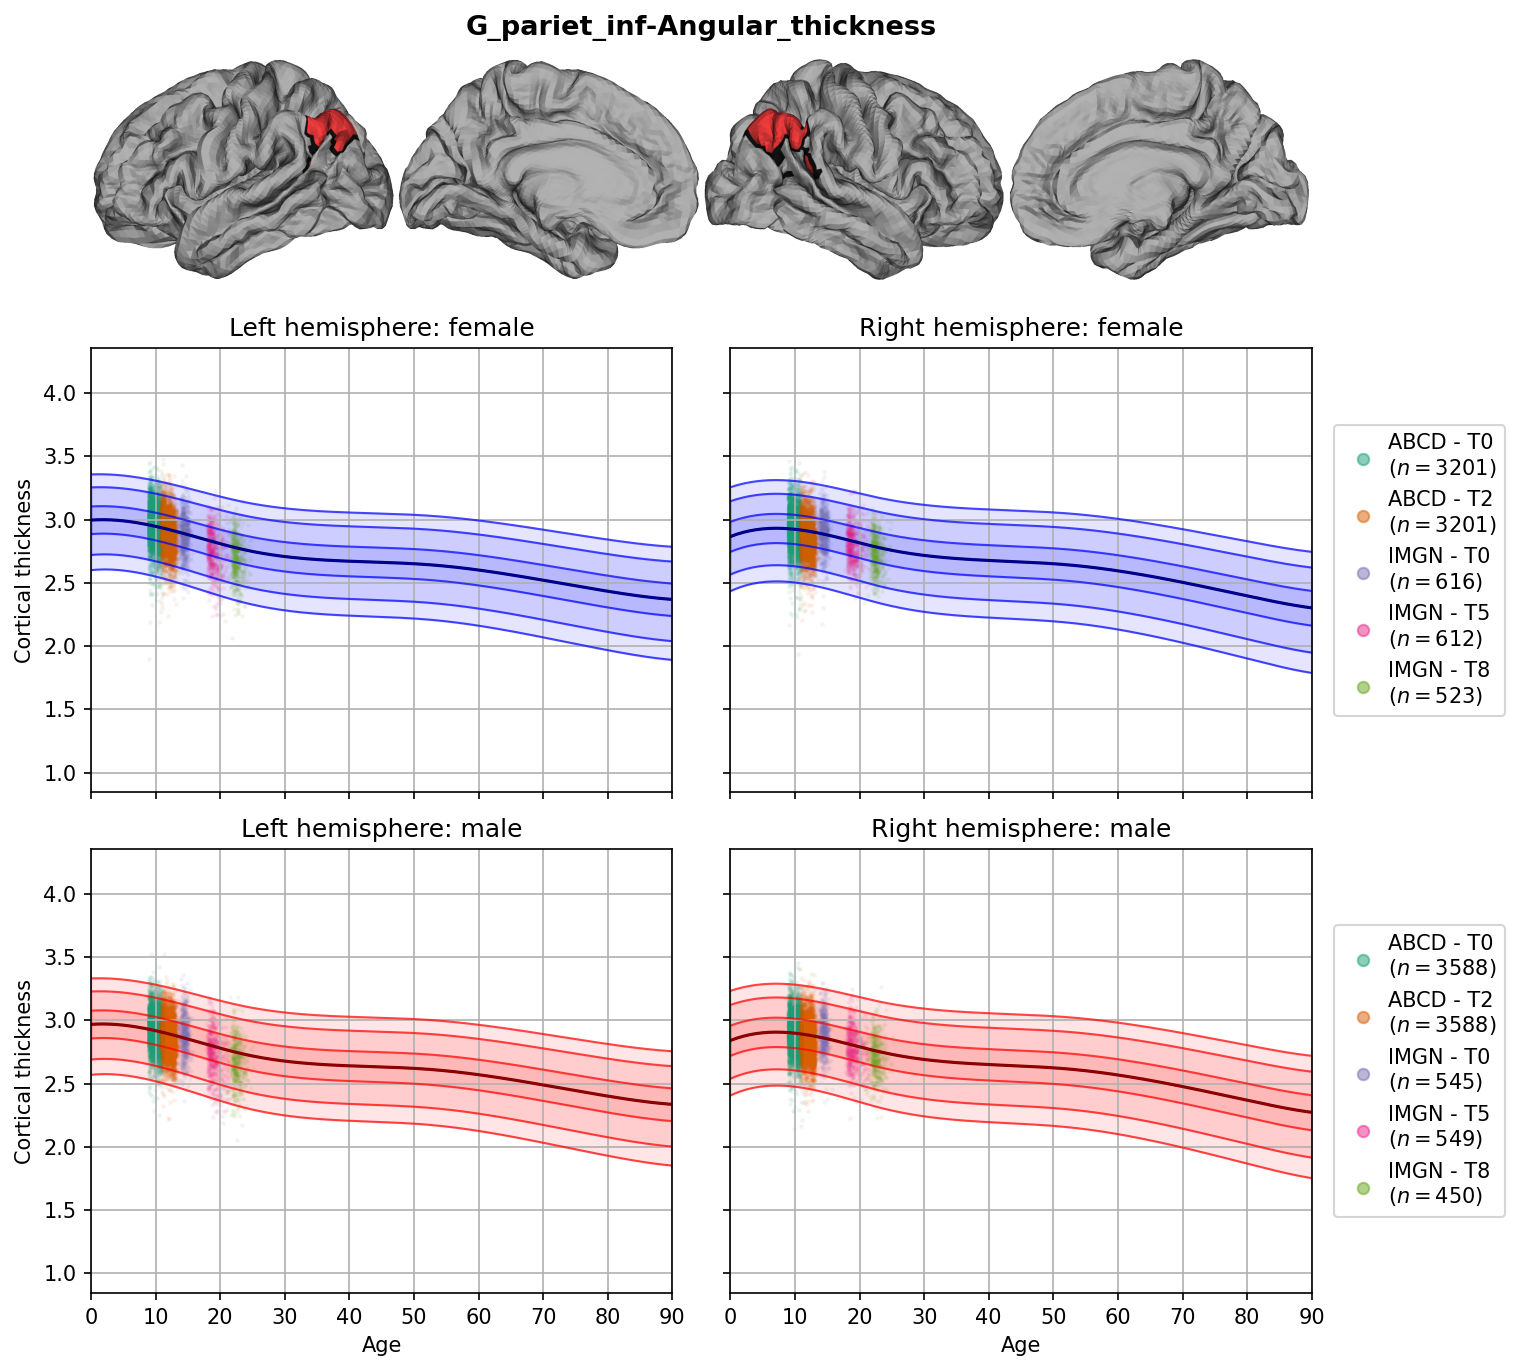 G_pariet_inf-Angular_thickness
Left hemisphere: female
Right hemisphere: female
Cortical thickness
4.0
3.5
3.0
2.5
2.0
1.5
1.0
ABCD - T0
(n = 3201)
ABCD - T2
(n = 3201)
IMGN - T0
(n = 616)
IMGN - T5
(n = 612)
IMGN - T8
(n = 523)
Left hemisphere: male
Right hemisphere: male
Cortical thickness
4.0
3.5
3.0
2.5
2.0
1.5
1.0
ABCD - T0
(n = 3588)
ABCD - T2
(n = 3588)
IMGN - T0
(n = 545)
IMGN - T5
(n = 549)
IMGN - T8
(n = 450)
0 10 20 30 40 50 60 70 80 90
0 10 20 30 40 50 60 70 80 90
Age
Age